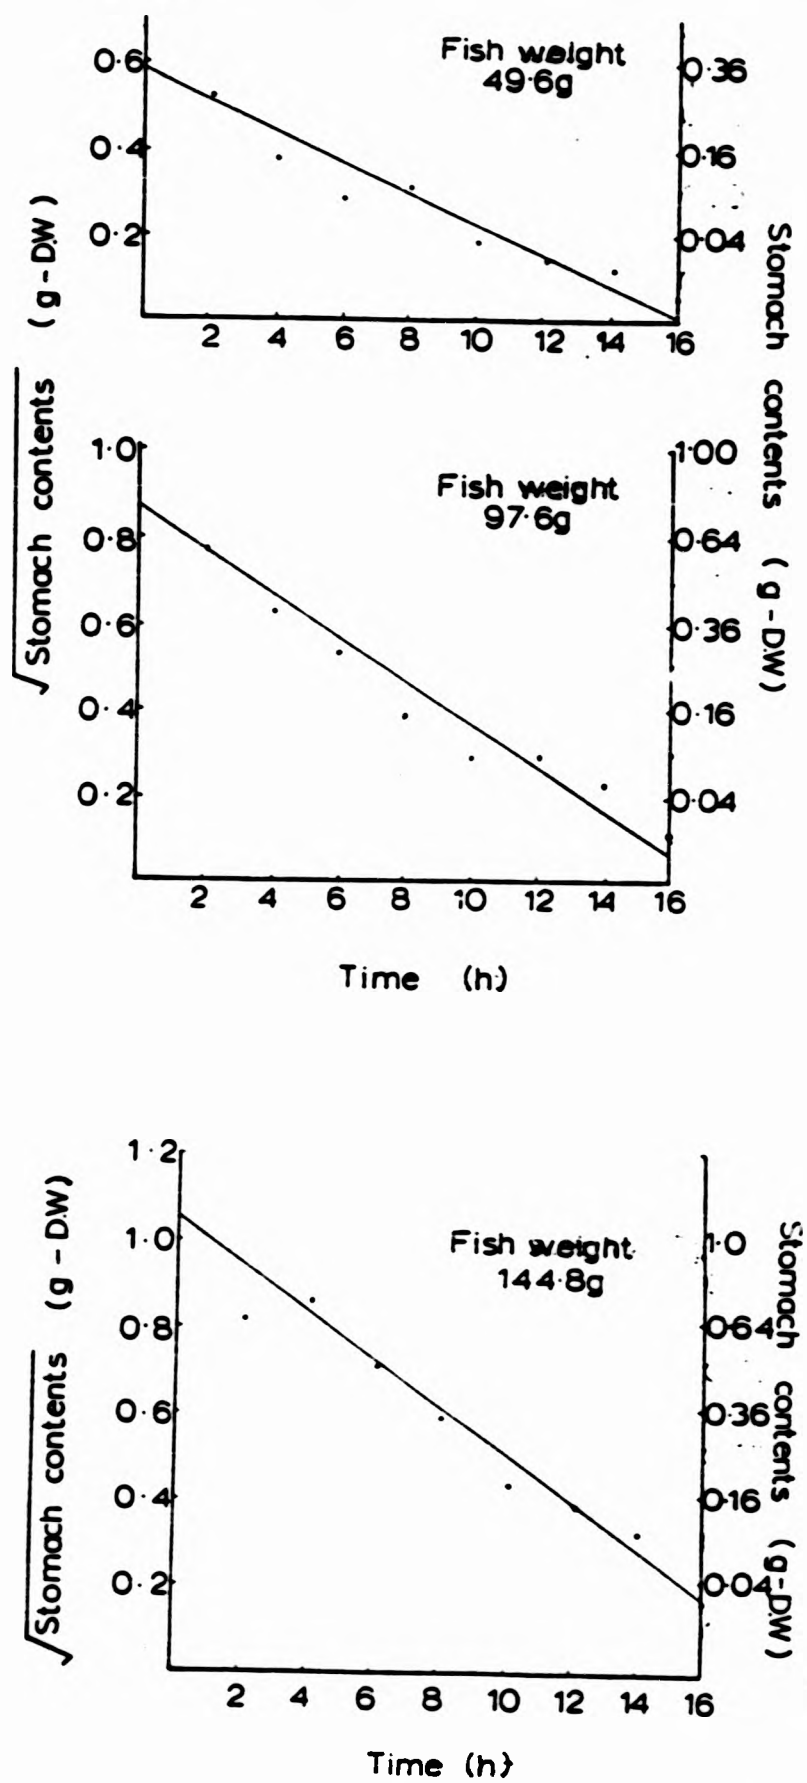 Fish weight
49·6g
0·6
0·4
0·2
0·36
0·16
0·04
2 4 6 8 10 12 14 16
√Stomach contents (g-D.W)
Stomach contents (g-D.W)
Fish weight
97·6g
1·0
0·8
0·6
0·4
0·2
1·00
0·64
0·36
0·16
0·04
2 4 6 8 10 12 14 16
Time (h)
Fish weight
144·8g
1·2
1·0
0·8
0·6
0·4
0·2
1·0
0·64
0·36
0·16
0·04
√Stomach contents (g-D.W)
Stomach contents (g-D.W)
2 4 6 8 10 12 14 16
Time (h)